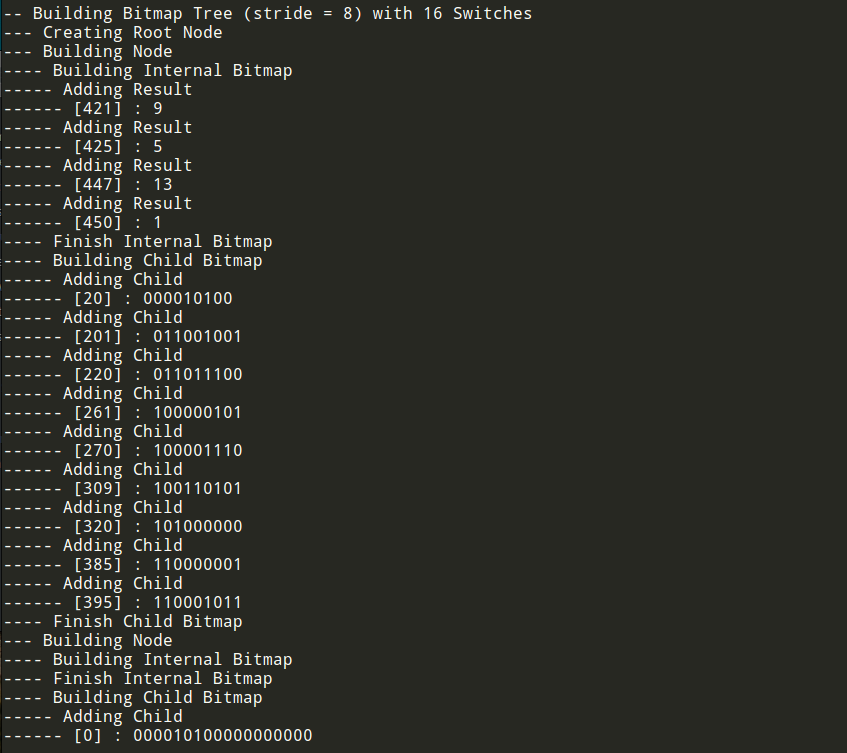 -- Building Bitmap Tree (stride = 8) with 16 Switches
--- Creating Root Node
--- Building Node
---- Building Internal Bitmap
----- Adding Result
------ [421] : 9
----- Adding Result
------ [425] : 5
----- Adding Result
------ [447] : 13
----- Adding Result
------ [450] : 1
---- Finish Internal Bitmap
---- Building Child Bitmap
----- Adding Child
------ [20] : 000010100
----- Adding Child
------ [201] : 011001001
----- Adding Child
------ [220] : 011011100
----- Adding Child
------ [261] : 100000101
----- Adding Child
------ [270] : 100001110
----- Adding Child
------ [309] : 100110101
----- Adding Child
------ [320] : 101000000
----- Adding Child
------ [385] : 110000001
----- Adding Child
------ [395] : 110001011
---- Finish Child Bitmap
--- Building Node
---- Building Internal Bitmap
---- Finish Internal Bitmap
---- Building Child Bitmap
----- Adding Child
------ [0] : 000010100000000000